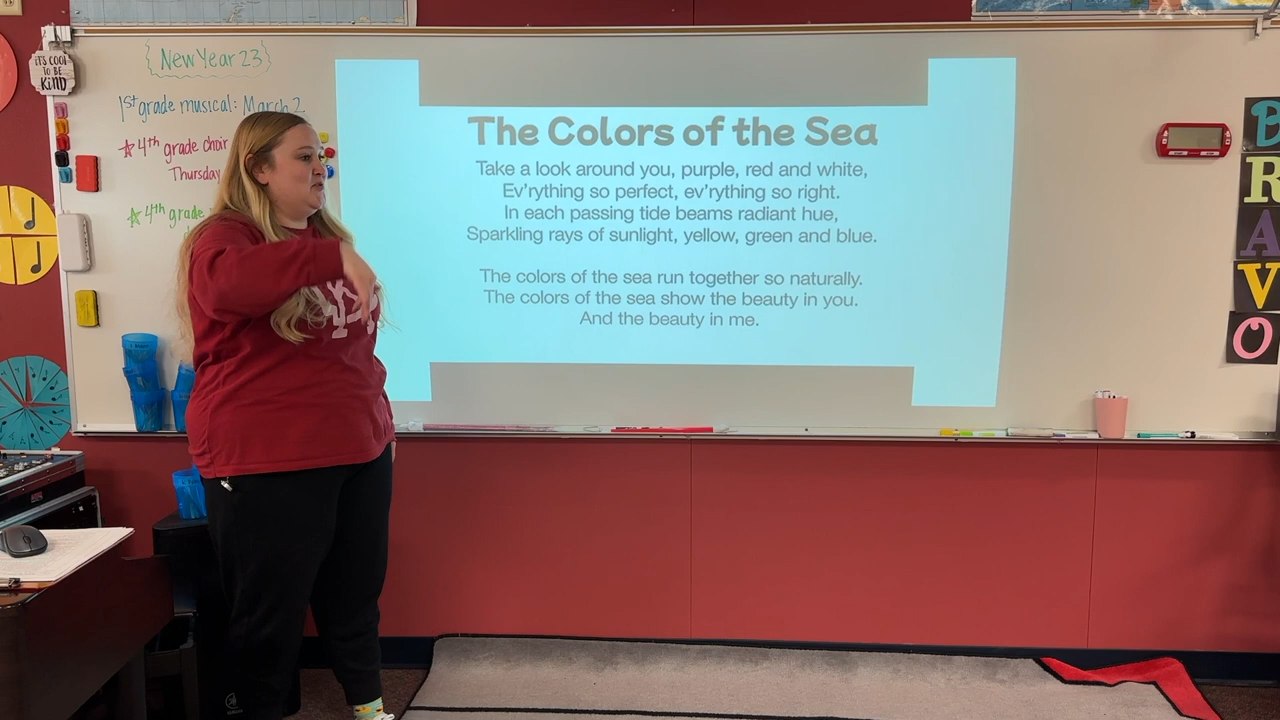 IT'S COOL
TO BE
KIND
New Year 23
1st grade musical: March 2
☆ 4th grade choir
Thursday
☆ 4th grade
The Colors of the Sea
Take a look around you, purple, red and white,
Ev'rything so perfect, ev'rything so right.
In each passing tide beams radiant hue,
Sparkling rays of sunlight, yellow, green and blue.
The colors of the sea run together so naturally.
The colors of the sea show the beauty in you.
And the beauty in me.
B
R
A
V
O